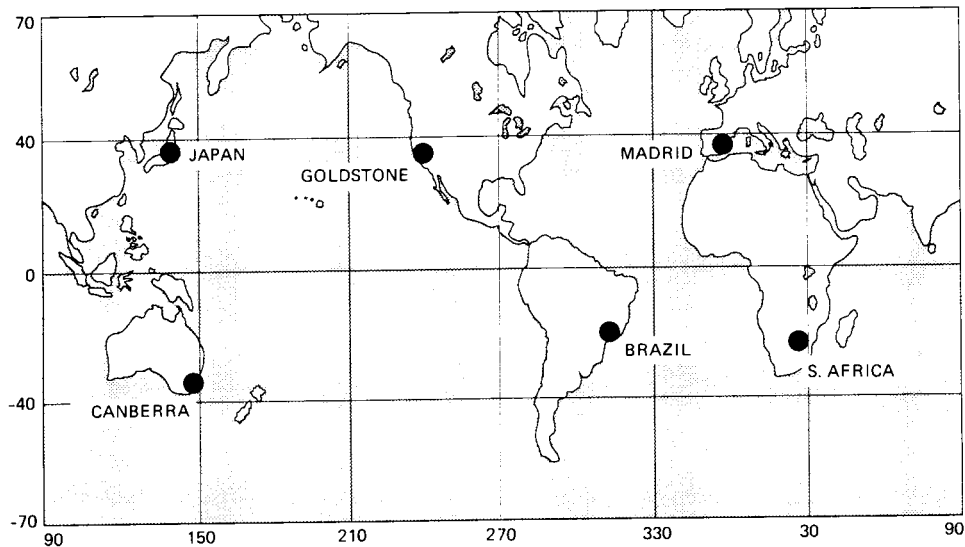 70
40
JAPAN
MADRID
GOLDSTONE
0
BRAZIL
S. AFRICA
-40
CANBERRA
-70
90 150 210 270 330 30 90